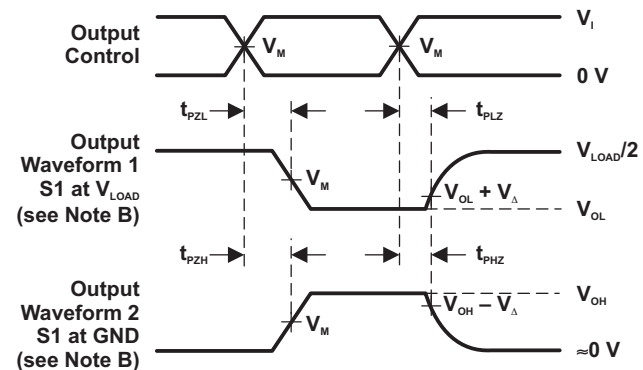 Output
Control
V_M
V_M
V_I
0 V
t_PZL
t_PLZ
Output
Waveform 1
S1 at V_LOAD
(see Note B)
V_M
V_OL + V_Δ
V_LOAD/2
V_OL
t_PZH
t_PHZ
Output
Waveform 2
S1 at GND
(see Note B)
V_M
V_OH – V_Δ
V_OH
≈0 V